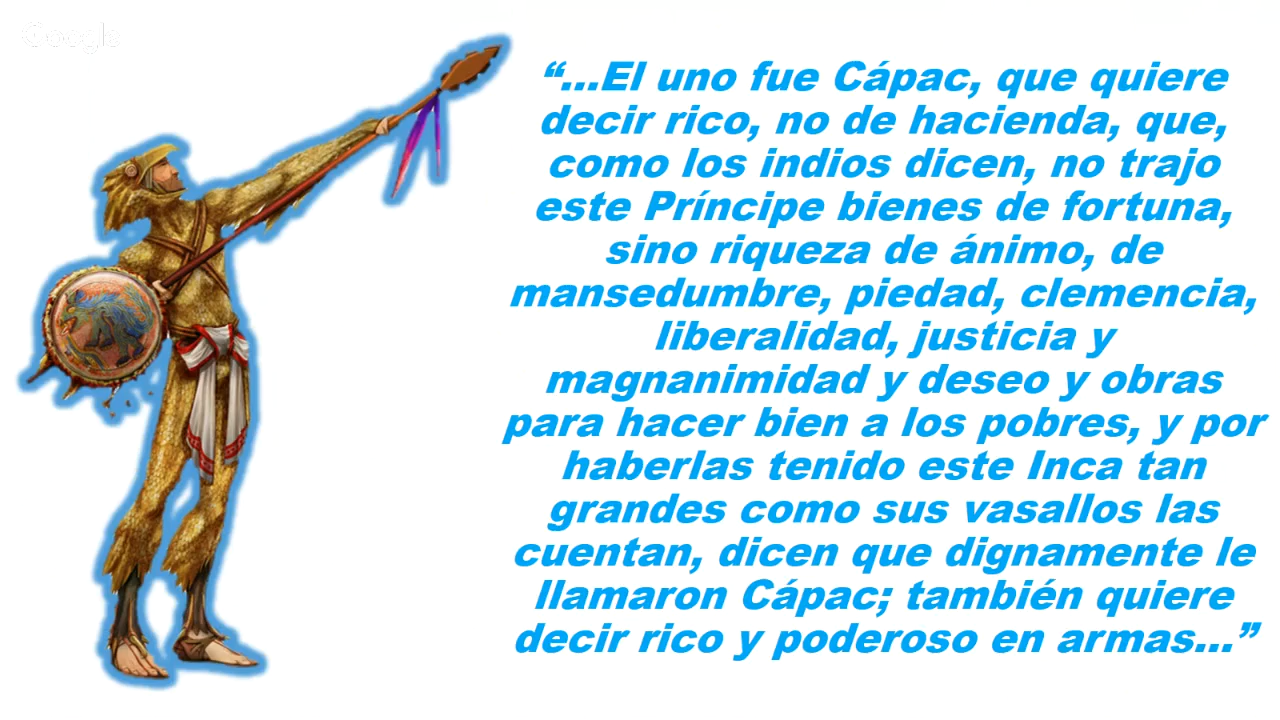 Google
“...El uno fue Cápac, que quiere
decir rico, no de hacienda, que,
como los indios dicen, no trajo
este Príncipe bienes de fortuna,
sino riqueza de ánimo, de
mansedumbre, piedad, clemencia,
liberalidad, justicia y
magnanimidad y deseo y obras
para hacer bien a los pobres, y por
haberlas tenido este Inca tan
grandes como sus vasallos las
cuentan, dicen que dignamente le
llamaron Cápac; también quiere
decir rico y poderoso en armas...”